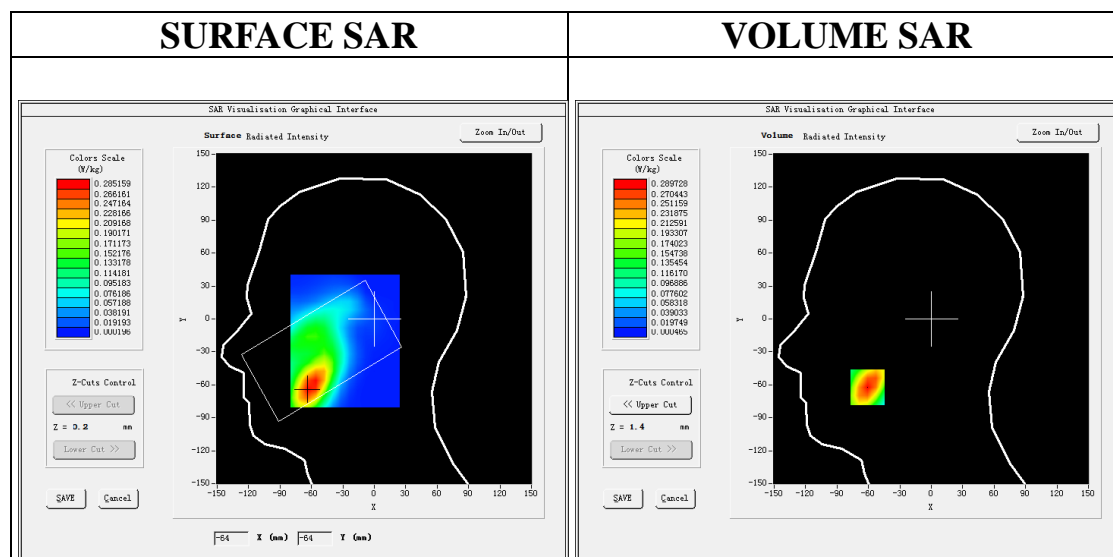 SURFACE SAR
VOLUME SAR
SAR Visualisation Graphical Interface
Surface Radiated Intensity
Zoom In/Out
Colors Scale
(W/kg)
0.285159
0.266161
0.247164
0.228166
0.209168
0.190171
0.171173
0.152176
0.133178
0.114181
0.095183
0.076186
0.057188
0.038191
0.019193
0.000196
150
120
90
60
30
0
-30
-60
-90
-120
-150
Y
-150 -120 -90 -60 -30 0 30 60 90 120 150
X
Z-Cuts Control
<< Upper Cut
Z = 3.2 mm
Lower Cut >>
SAVE Cancel
-64 X (mm) -64 Y (mm)
SAR Visualisation Graphical Interface
Volume Radiated Intensity
Zoom In/Out
Colors Scale
(W/kg)
0.289728
0.270443
0.251159
0.231875
0.212591
0.193307
0.174023
0.154738
0.135454
0.116170
0.096886
0.077602
0.058318
0.039033
0.019749
0.000465
150
120
90
60
30
0
-30
-60
-90
-120
-150
Y
-150 -120 -90 -60 -30 0 30 60 90 120 150
X
Z-Cuts Control
<< Upper Cut
Z = 1.4 mm
Lower Cut >>
SAVE Cancel